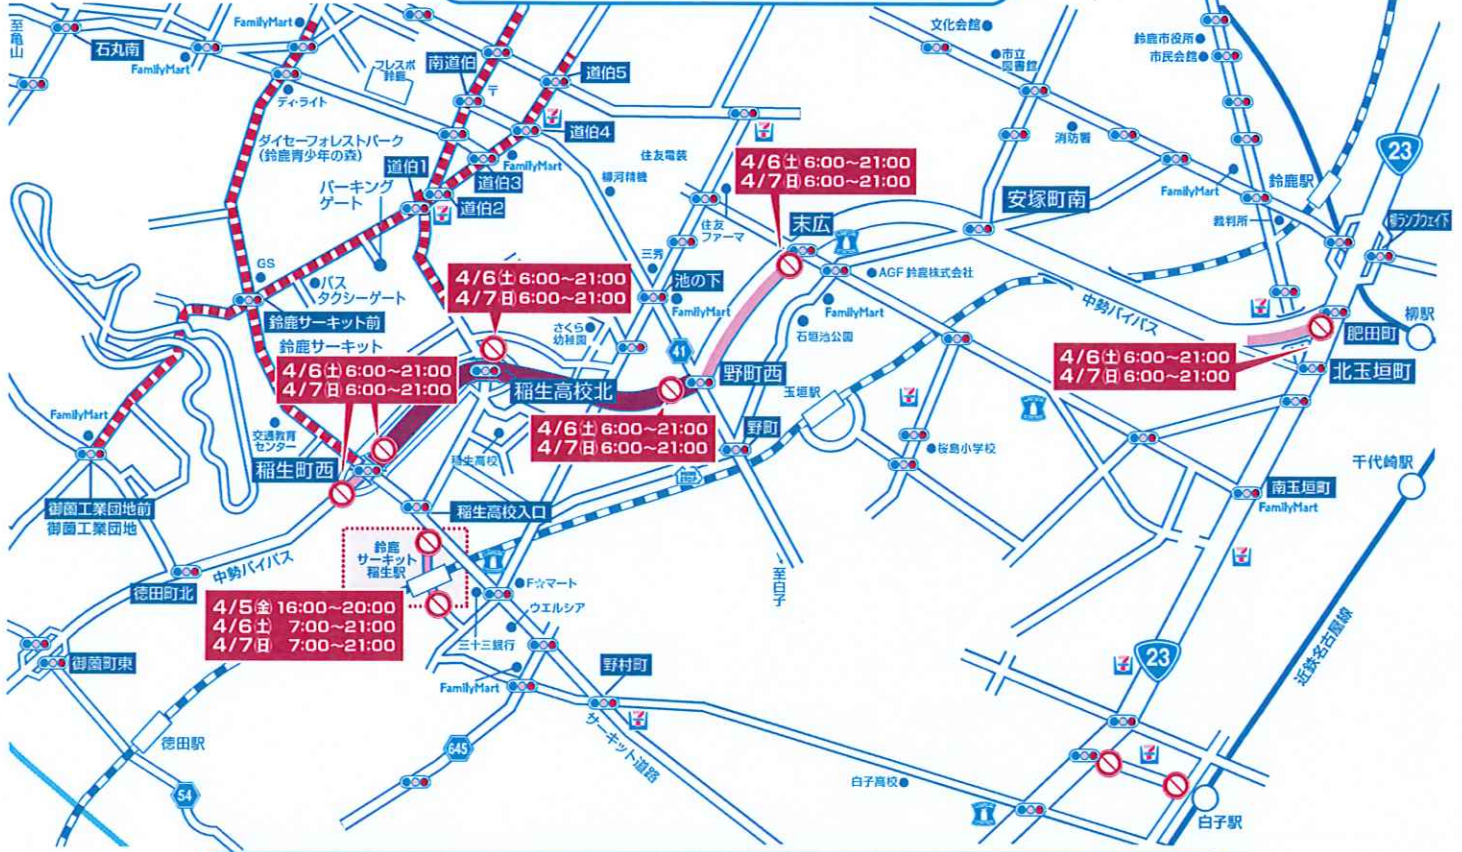 至亀山
石丸南
FamilyMart
FamilyMart
ディ・ライト
フレスポ
鈴鹿
南道伯
〒
道伯5
道伯4
FamilyMart
道伯3
道伯1
道伯2
ダイセーフォレストパーク
(鈴鹿青少年の森)
パーキング
ゲート
GS
バス
タクシーゲート
鈴鹿サーキット前
鈴鹿サーキット
住友電装
柳河精機
三秀
池の下
FamilyMart
住友
ファーマ
さくら
幼稚園
文化会館
市立
図書館
消防署
鈴鹿市役所
市民会館
FamilyMart
裁判所
鈴鹿駅
23
柳ランプウェイ下
安塚町南
4/6㊏6:00~21:00
4/7㊐6:00~21:00
末広
AGF 鈴鹿株式会社
FamilyMart
石垣池公園
中勢バイパス
柳駅
肥田町
北玉垣町
4/6㊏6:00~21:00
4/7㊐6:00~21:00
4/6㊏6:00~21:00
4/7㊐6:00~21:00
4/6㊏6:00~21:00
4/7㊐6:00~21:00
41
稲生高校北
野町西
野町
4/6㊏6:00~21:00
4/7㊐6:00~21:00
玉垣駅
桜島小学校
FamilyMart
交通教育
センター
稲生町西
稲生高校
稲生高校入口
御薗工業団地前
御薗工業団地
千代崎駅
南玉垣町
FamilyMart
中勢バイパス
徳田町北
鈴鹿
サーキット
稲生駅
4/5㊎16:00~20:00
4/6㊏ 7:00~21:00
4/7㊐ 7:00~21:00
F☆マート
ウエルシア
三十三銀行
FamilyMart
至白子
御薗町東
徳田駅
野村町
サーキット道路
645
54
23
近鉄名古屋線
白子高校
白子駅